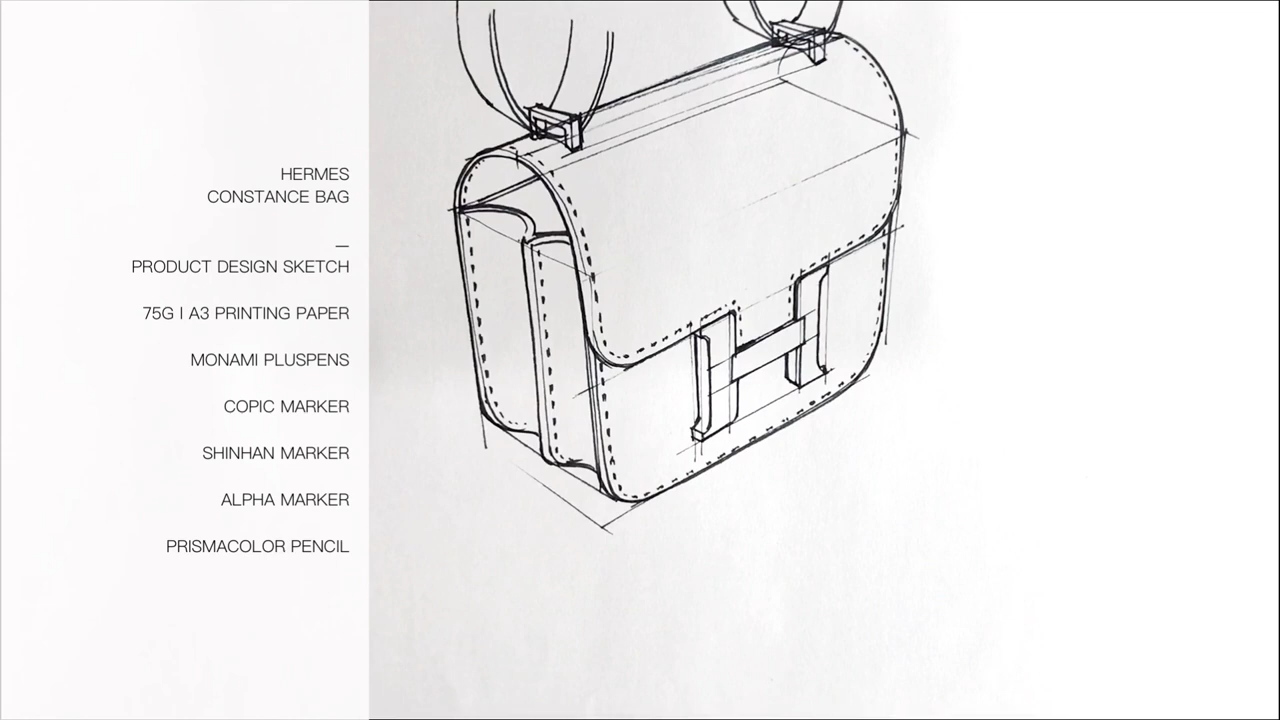 HERMES
CONSTANCE BAG
—
PRODUCT DESIGN SKETCH
75G I A3 PRINTING PAPER
MONAMI PLUSPENS
COPIC MARKER
SHINHAN MARKER
ALPHA MARKER
PRISMACOLOR PENCIL
H